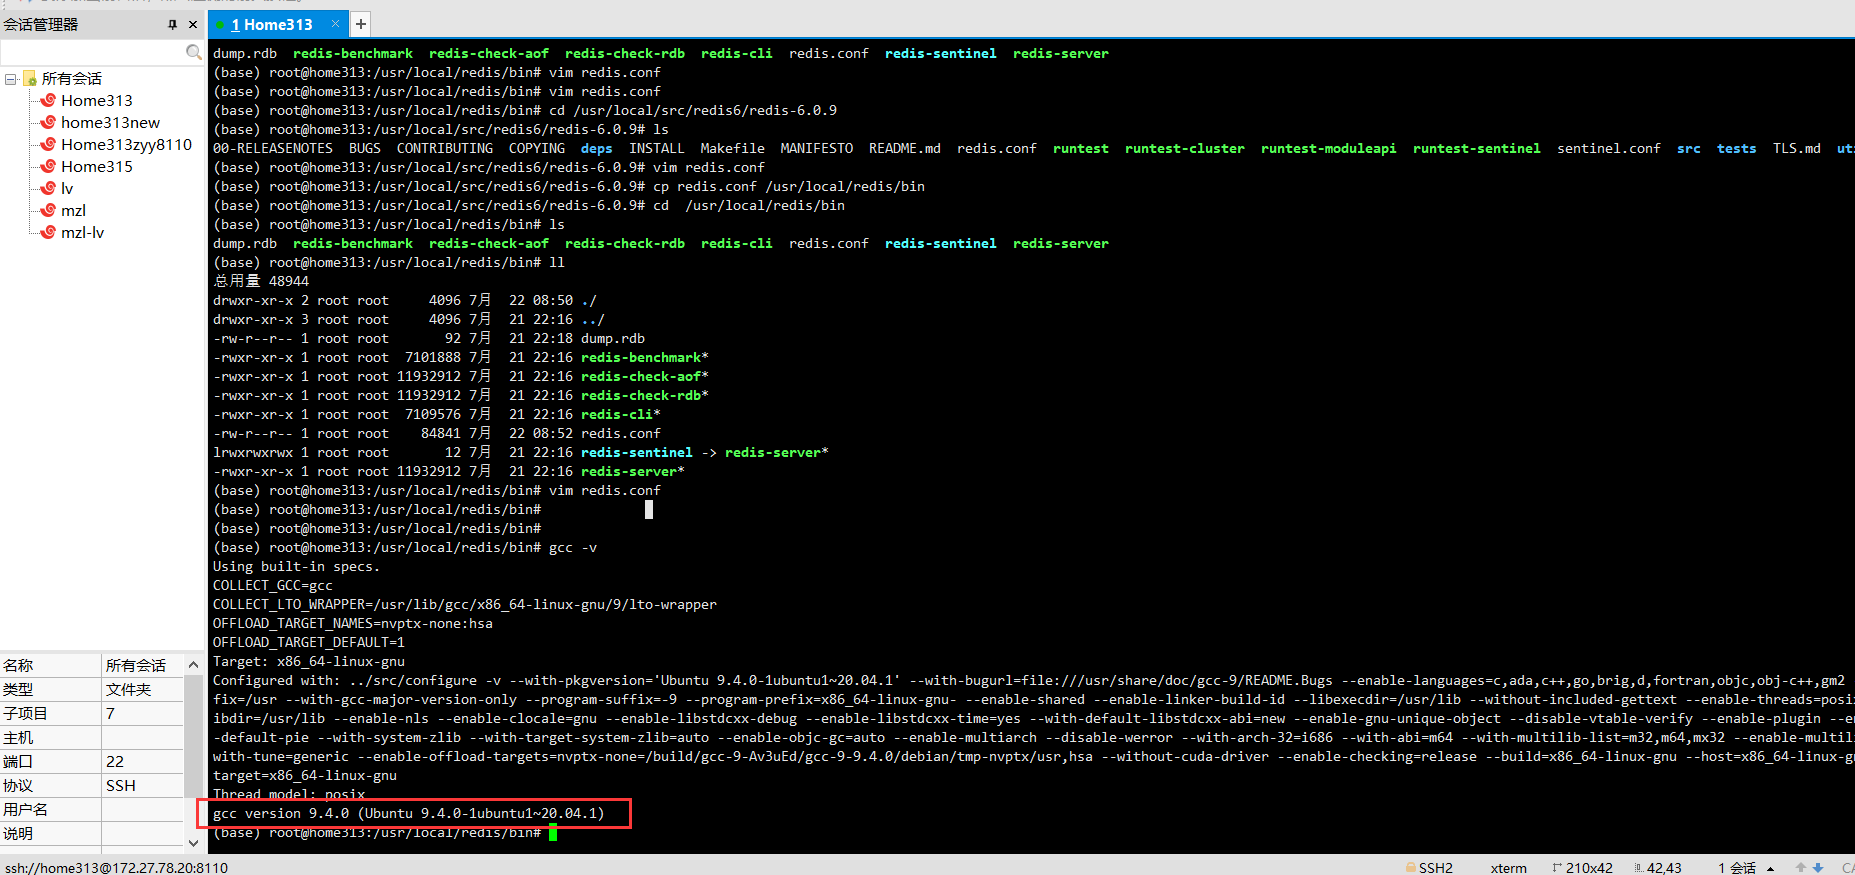 会话管理器
所有会话
Home313
home313new
Home313zyy8110
Home315
lv
mzl
mzl-lv
名称 所有会话
类型 文件夹
子项目 7
主机
端口 22
协议 SSH
用户名
说明
1 Home313 × +
dump.rdb redis-benchmark redis-check-aof redis-check-rdb redis-cli redis.conf redis-sentinel redis-server
(base) root@home313:/usr/local/redis/bin# vim redis.conf
(base) root@home313:/usr/local/redis/bin# vim redis.conf
(base) root@home313:/usr/local/redis/bin# cd /usr/local/src/redis6/redis-6.0.9
(base) root@home313:/usr/local/src/redis6/redis-6.0.9# ls
00-RELEASENOTES BUGS CONTRIBUTING COPYING deps INSTALL Makefile MANIFESTO README.md redis.conf runtest runtest-cluster runtest-moduleapi runtest-sentinel sentinel.conf src tests TLS.md
(base) root@home313:/usr/local/src/redis6/redis-6.0.9# vim redis.conf
(base) root@home313:/usr/local/src/redis6/redis-6.0.9# cp redis.conf /usr/local/redis/bin
(base) root@home313:/usr/local/src/redis6/redis-6.0.9# cd  /usr/local/redis/bin
(base) root@home313:/usr/local/redis/bin# ls
dump.rdb redis-benchmark redis-check-aof redis-check-rdb redis-cli redis.conf redis-sentinel redis-server
(base) root@home313:/usr/local/redis/bin# ll
总用量 48944
drwxr-xr-x 2 root root 4096 7月 22 08:50 ./
drwxr-xr-x 3 root root 4096 7月 21 22:16 ../
-rw-r--r-- 1 root root 92 7月 21 22:18 dump.rdb
-rwxr-xr-x 1 root root 7101888 7月 21 22:16 redis-benchmark*
-rwxr-xr-x 1 root root 11932912 7月 21 22:16 redis-check-aof*
-rwxr-xr-x 1 root root 11932912 7月 21 22:16 redis-check-rdb*
-rwxr-xr-x 1 root root 7109576 7月 21 22:16 redis-cli*
-rw-r--r-- 1 root root 84841 7月 22 08:52 redis.conf
lrwxrwxrwx 1 root root 12 7月 21 22:16 redis-sentinel -> redis-server*
-rwxr-xr-x 1 root root 11932912 7月 21 22:16 redis-server*
(base) root@home313:/usr/local/redis/bin# vim redis.conf
(base) root@home313:/usr/local/redis/bin#
(base) root@home313:/usr/local/redis/bin#
(base) root@home313:/usr/local/redis/bin# gcc -v
Using built-in specs.
COLLECT_GCC=gcc
COLLECT_LTO_WRAPPER=/usr/lib/gcc/x86_64-linux-gnu/9/lto-wrapper
OFFLOAD_TARGET_NAMES=nvptx-none:hsa
OFFLOAD_TARGET_DEFAULT=1
Target: x86_64-linux-gnu
Configured with: ../src/configure -v --with-pkgversion='Ubuntu 9.4.0-1ubuntu1~20.04.1' --with-bugurl=file:///usr/share/doc/gcc-9/README.Bugs --enable-languages=c,ada,c++,go,brig,d,fortran,objc,obj-c++,gm2
fix=/usr --with-gcc-major-version-only --program-suffix=-9 --program-prefix=x86_64-linux-gnu- --enable-shared --enable-linker-build-id --libexecdir=/usr/lib --without-included-gettext --enable-threads=posi
ibdir=/usr/lib --enable-nls --enable-clocale=gnu --enable-libstdcxx-debug --enable-libstdcxx-time=yes --with-default-libstdcxx-abi=new --enable-gnu-unique-object --disable-vtable-verify --enable-plugin
-default-pie --with-system-zlib --with-target-system-zlib=auto --enable-objc-gc=auto --enable-multiarch --disable-werror --with-arch-32=i686 --with-abi=m64 --with-multilib-list=m32,m64,mx32 --enable-multil
with-tune=generic --enable-offload-targets=nvptx-none=/build/gcc-9-Av3uEd/gcc-9-9.4.0/debian/tmp-nvptx/usr,hsa --without-cuda-driver --enable-checking=release --build=x86_64-linux-gnu --host=x86_64-linux-g
target=x86_64-linux-gnu
Thread model: posix
gcc version 9.4.0 (Ubuntu 9.4.0-1ubuntu1~20.04.1)
(base) root@home313:/usr/local/redis/bin#
ssh://home313@172.27.78.20:8110 SSH2 xterm 210x42 42,43 1 会话